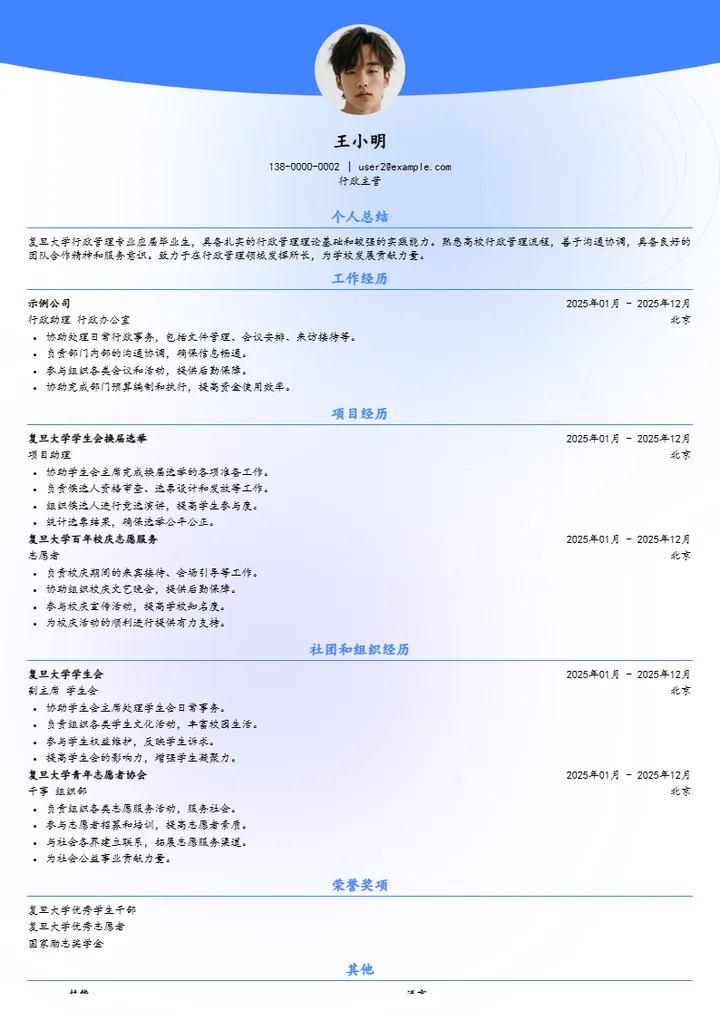 王小明
138-0000-0002 | user2@example.com
行政主管
个人总结
复旦大学行政管理专业应届毕业生，具备扎实的行政管理理论基础和较强的实践能力。熟悉高校行政管理流程，善于沟通协调，具备良好的
团队合作精神和服务意识。致力于在行政管理领域发挥所长，为学校发展贡献力量。
工作经历
示例公司 2025年01月 - 2025年12月
行政助理 行政办公室 北京
• 协助处理日常行政事务，包括文件管理、会议安排、来访接待等。
• 负责部门内部的沟通协调，确保信息畅通。
• 参与组织各类会议和活动，提供后勤保障。
• 协助完成部门预算编制和执行，提高资金使用效率。
项目经历
复旦大学学生会换届选举 2025年01月 - 2025年12月
项目助理 北京
• 协助学生会主席完成换届选举的各项准备工作。
• 负责候选人资格审查、选票设计和发放等工作。
• 组织候选人进行竞选演讲，提高学生参与度。
• 统计选票结果，确保选举公平公正。
复旦大学百年校庆志愿服务 2025年01月 - 2025年12月
志愿者 北京
• 负责校庆期间的来宾接待、会场引导等工作。
• 协助组织校庆文艺晚会，提供后勤保障。
• 参与校庆宣传活动，提高学校知名度。
• 为校庆活动的顺利进行提供有力支持。
社团和组织经历
复旦大学学生会 2025年01月 - 2025年12月
副主席 学生会 北京
• 协助学生会主席处理学生会日常事务。
• 负责组织各类学生文化活动，丰富校园生活。
• 参与学生权益维护，反映学生诉求。
• 提高学生会的影响力，增强学生凝聚力。
复旦大学青年志愿者协会 2025年01月 - 2025年12月
干事 组织部 北京
• 负责组织各类志愿服务活动，服务社会。
• 参与志愿者招募和培训，提高志愿者素质。
• 与社会各界建立联系，拓展志愿服务渠道。
• 为社会公益事业贡献力量。
荣誉奖项
复旦大学优秀学生干部
复旦大学优秀志愿者
国家励志奖学金
其他